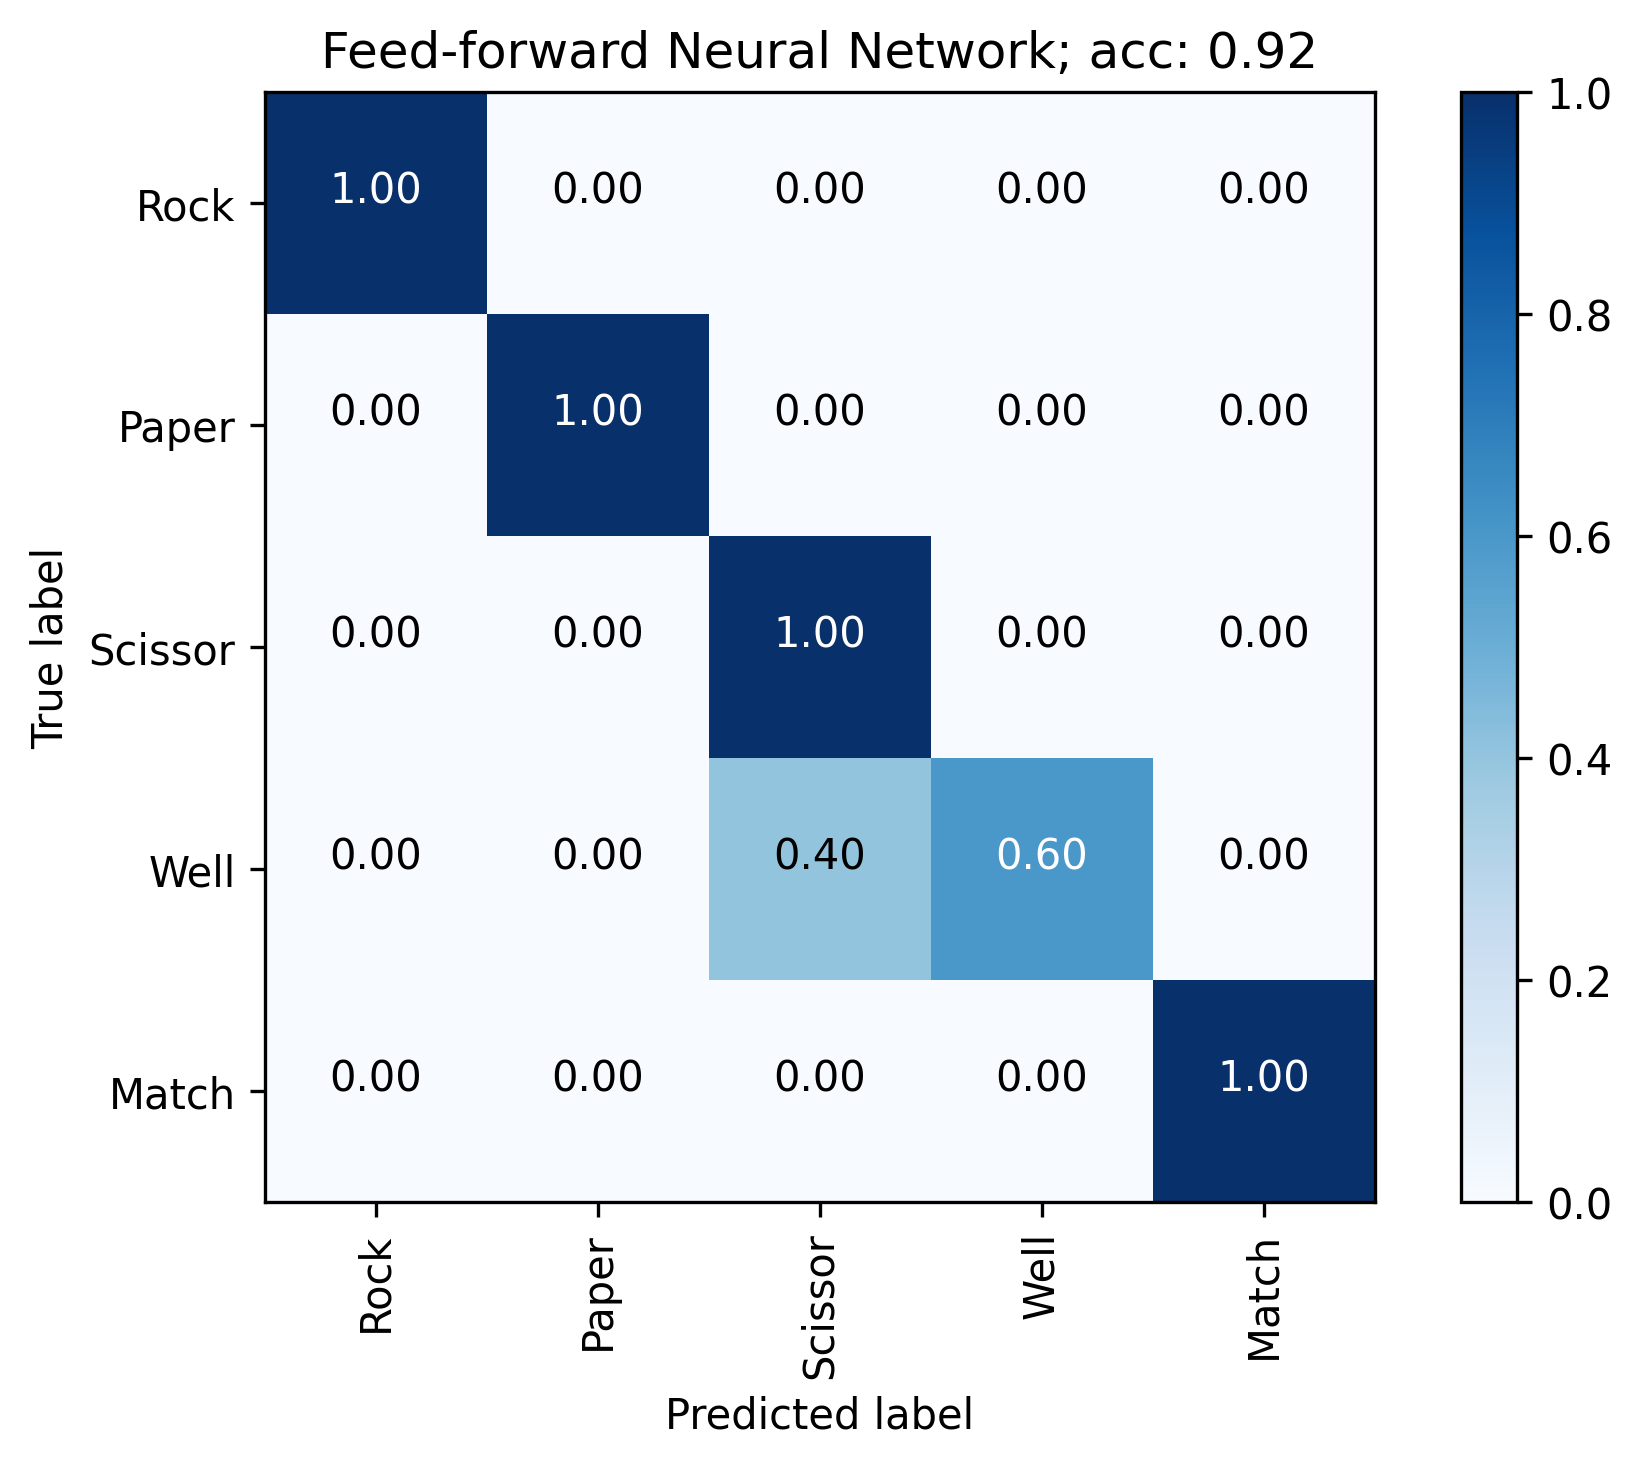 Feed-forward Neural Network; acc: 0.92
True label
Rock 1.00 0.00 0.00 0.00 0.00
Paper 0.00 1.00 0.00 0.00 0.00
Scissor 0.00 0.00 1.00 0.00 0.00
Well 0.00 0.00 0.40 0.60 0.00
Match 0.00 0.00 0.00 0.00 1.00
Rock Paper Scissor Well Match
Predicted label
1.0
0.8
0.6
0.4
0.2
0.0